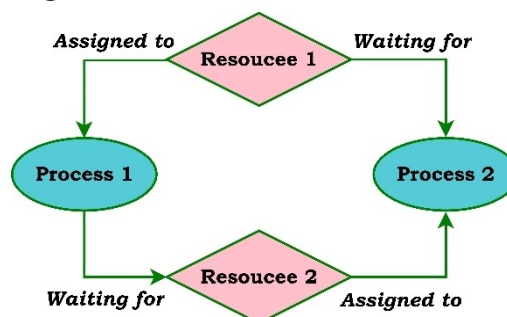 Assigned to
Waiting for
Resoucee 1
Process 1
Process 2
Resoucee 2
Waiting for
Assigned to